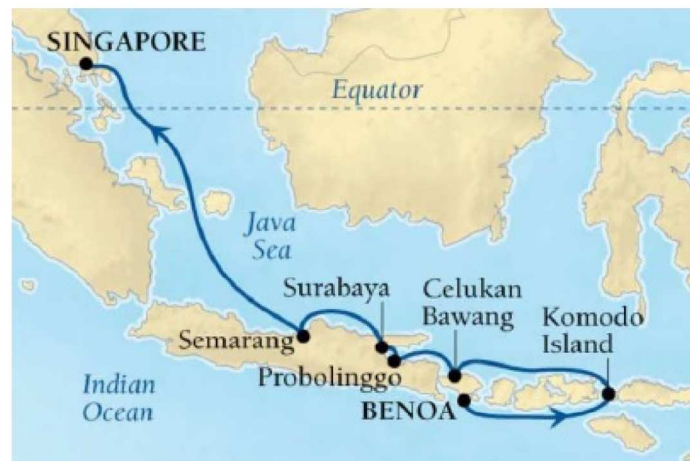 SINGAPORE
Equator
Java
Sea
Surabaya
Celukan
Bawang
Komodo
Island
Semarang
Probolinggo
Indian
Ocean
BENOA